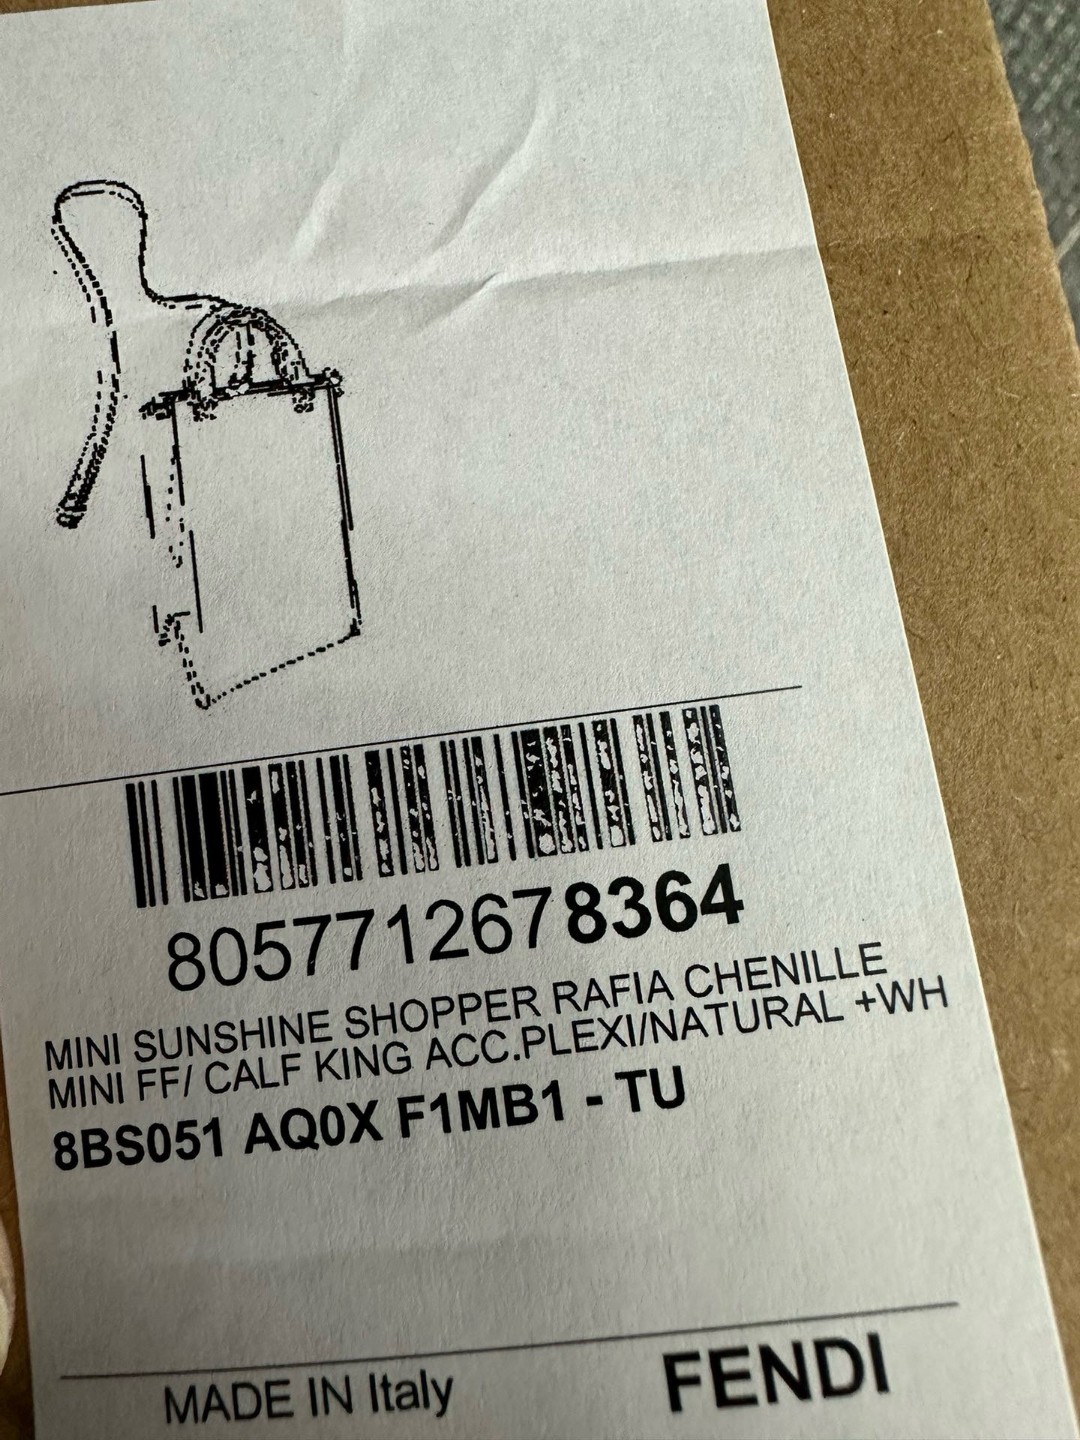 8057712678364
MINI SUNSHINE SHOPPER RAFIA CHENILLE
MINI FF/ CALF KING ACC.PLEXI/NATURAL +WH
8BS051 AQ0X F1MB1 - TU
MADE IN Italy
FENDI